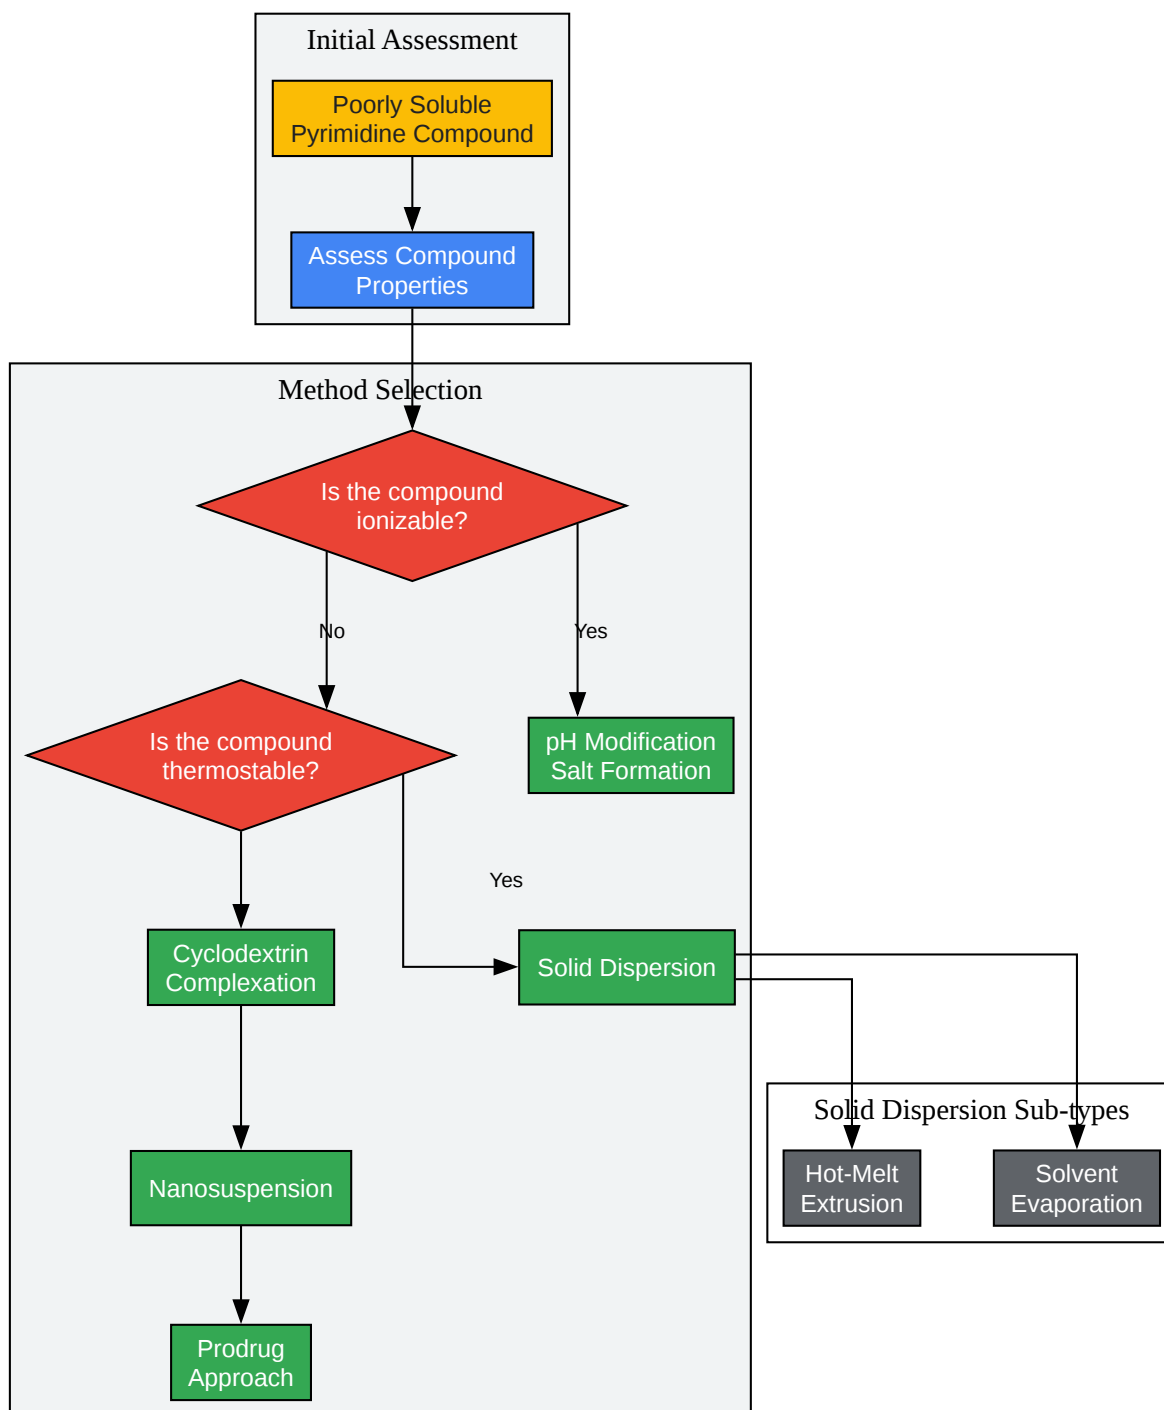 Initial Assessment
Poorly Soluble
Pyrimidine Compound
Assess Compound
Properties
Method Selection
Is the compound
ionizable?
No
Yes
Is the compound
thermostable?
pH Modification
Salt Formation
Yes
Cyclodextrin
Complexation
Solid Dispersion
Solid Dispersion Sub-types
Hot-Melt
Extrusion
Solvent
Evaporation
Nanosuspension
Prodrug
Approach